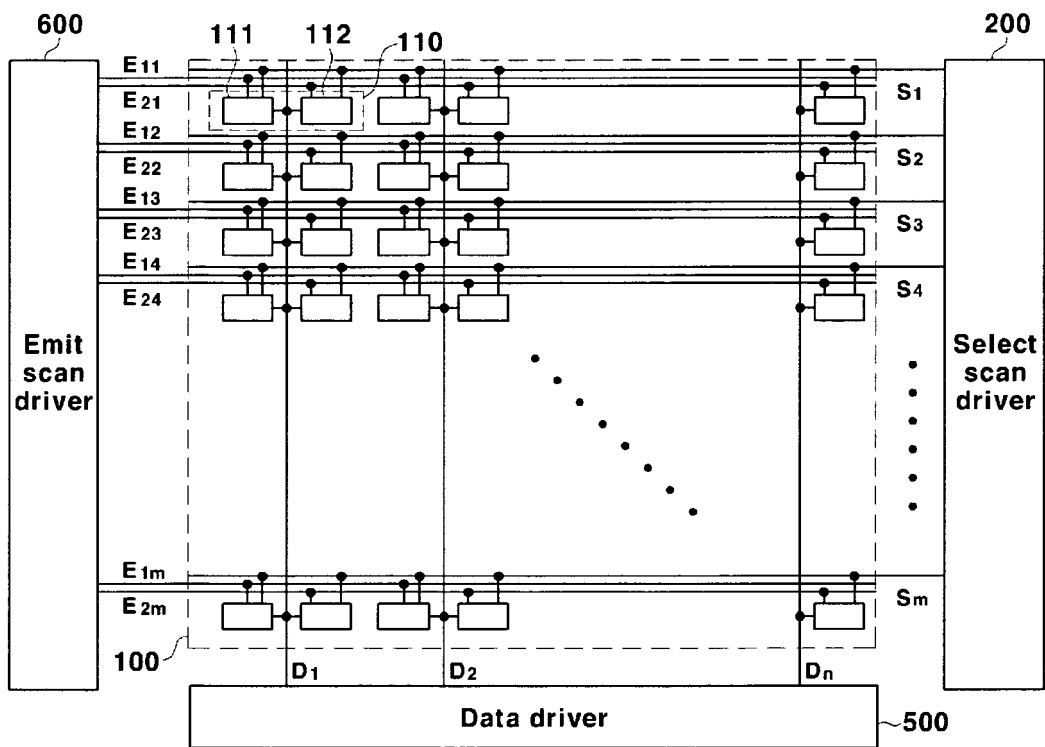 600
111
112
110
200
E11
E21
S1
E12
E22
S2
E13
E23
S3
E14
E24
S4
Emit
scan
driver
Select
scan
driver
E1m
E2m
Sm
100
D1
D2
Dn
Data driver
500